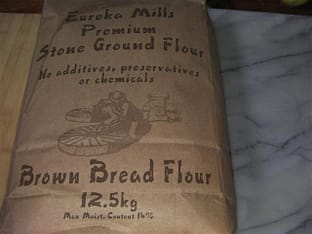 Eureka Mills
Premium
Stone Ground Flour
No additives, preservatives
or chemicals
Brown Bread Flour
12.5kg
Max Moist. Content 14%